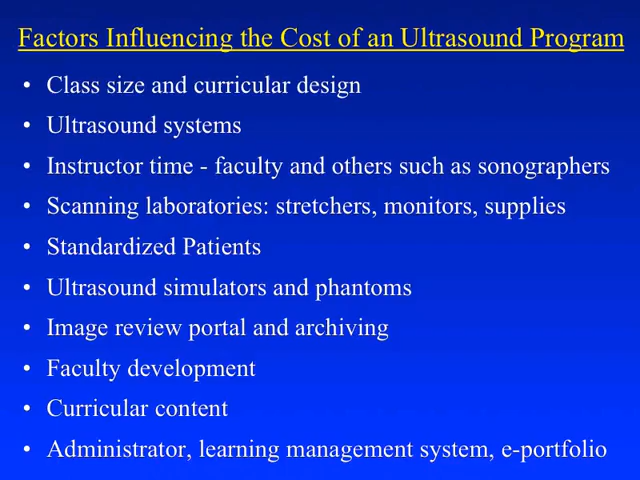 Factors Influencing the Cost of an Ultrasound Program
• Class size and curricular design
• Ultrasound systems
• Instructor time - faculty and others such as sonographers
• Scanning laboratories: stretchers, monitors, supplies
• Standardized Patients
• Ultrasound simulators and phantoms
• Image review portal and archiving
• Faculty development
• Curricular content
• Administrator, learning management system, e-portfolio